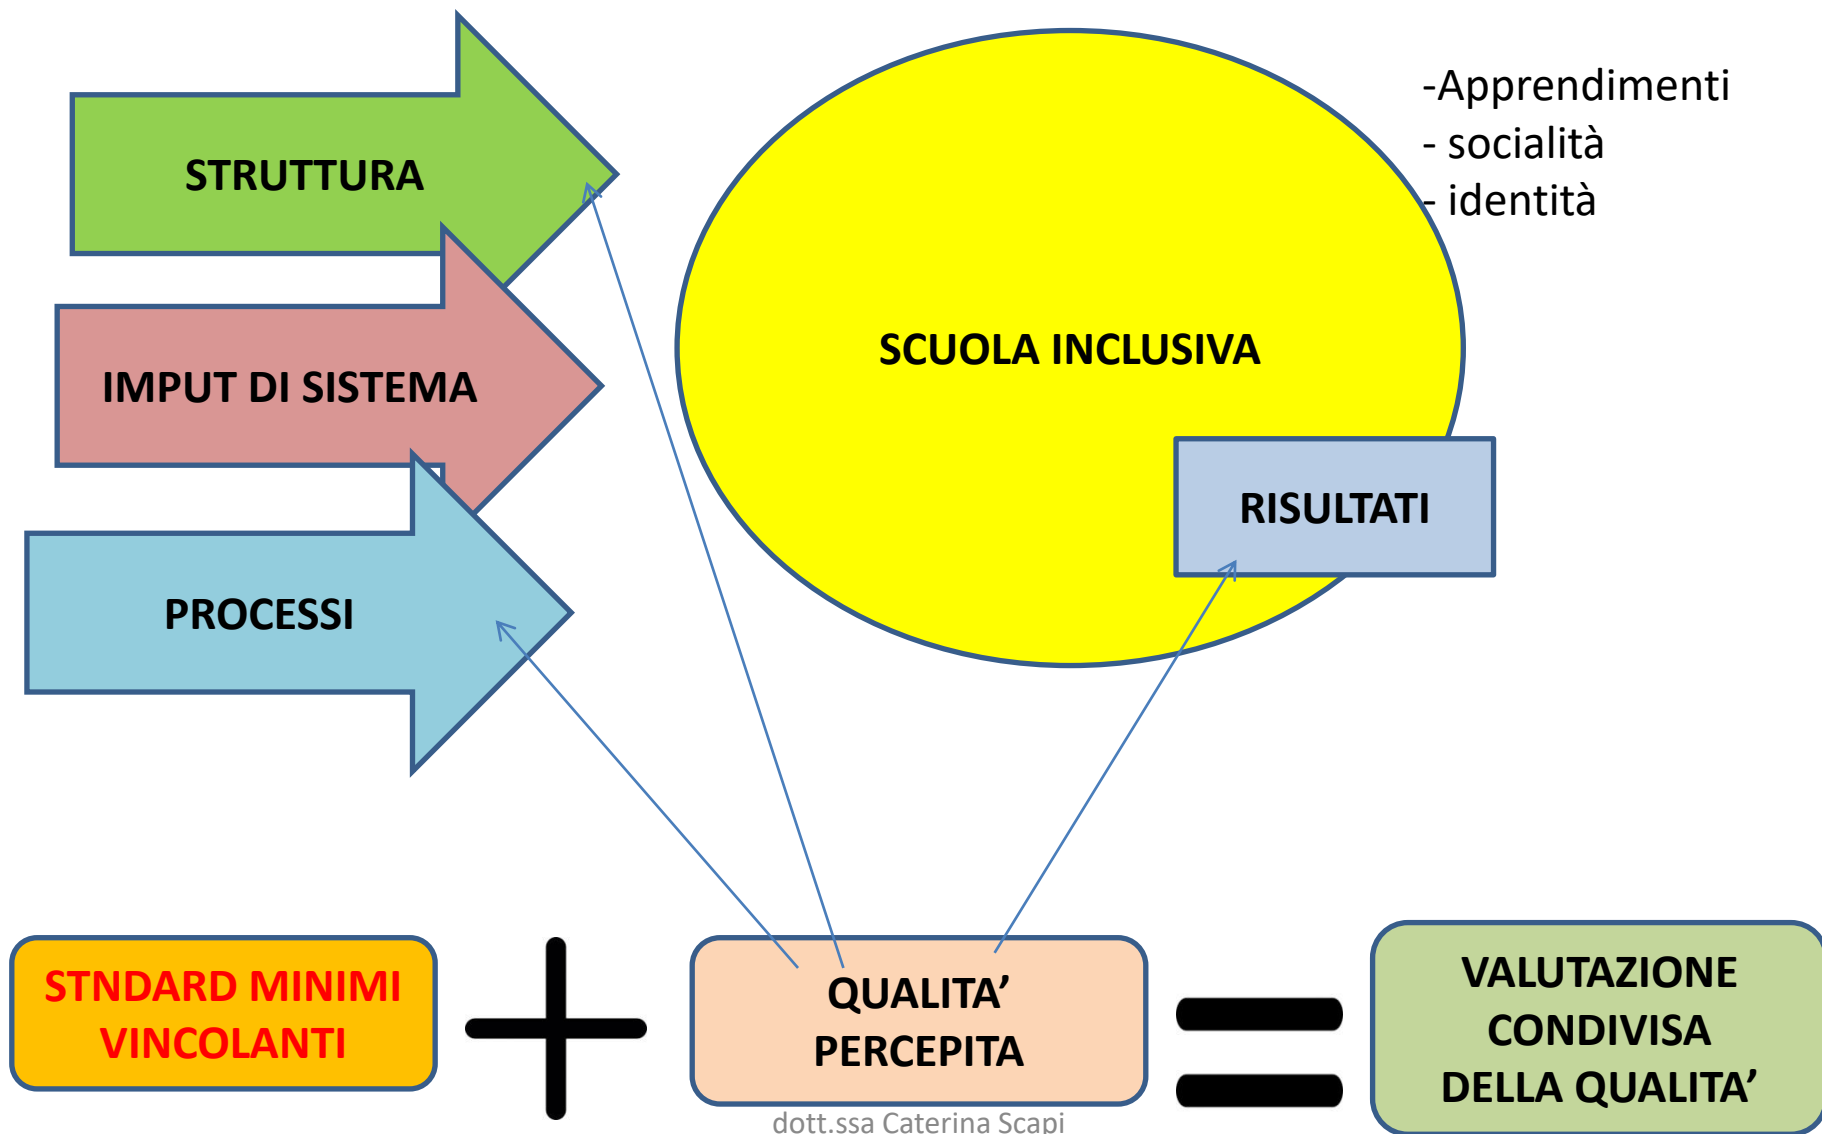 STRUTTURA
IMPUT DI SISTEMA
PROCESSI
SCUOLA INCLUSIVA
-Apprendimenti
- socialità
- identità
RISULTATI
STNDARD MINIMI
VINCOLANTI
QUALITA’
PERCEPITA
VALUTAZIONE
CONDIVISA
DELLA QUALITA’
dott.ssa Caterina Scapi